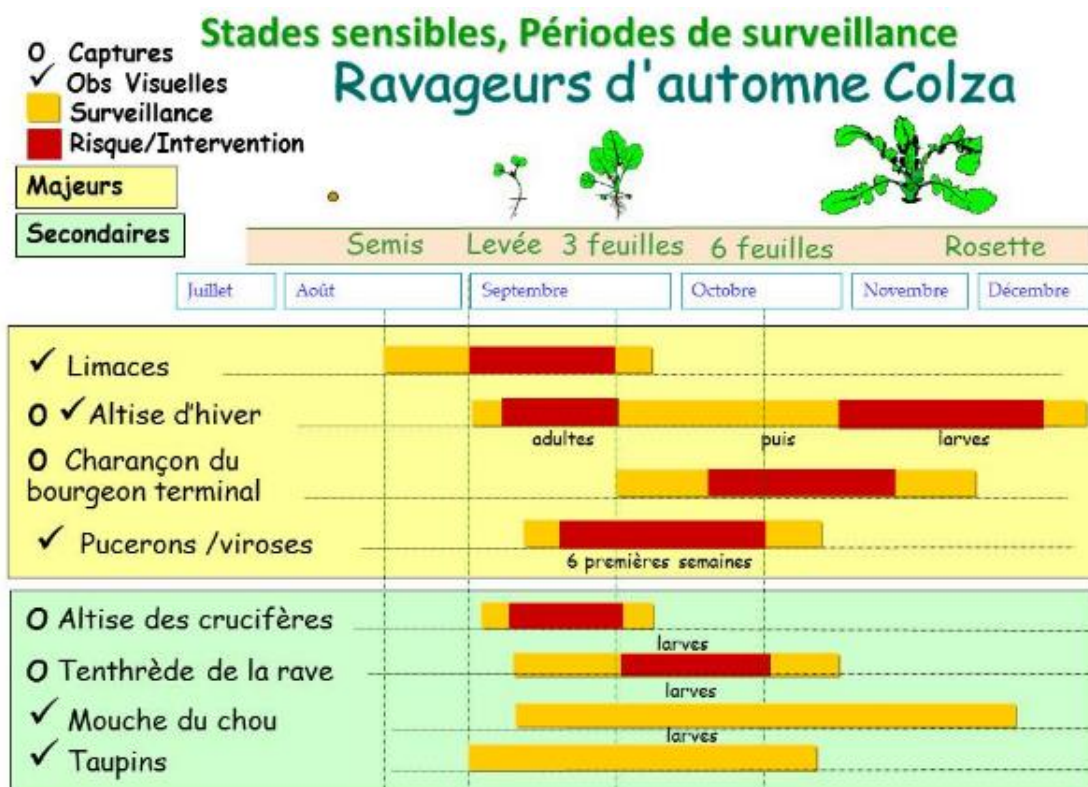 Stades sensibles, Périodes de surveillance
Ravageurs d'automne Colza
O Captures
✓ Obs Visuelles
Surveillance
Risque/Intervention
Majeurs
Secondaires
Semis Levée 3 feuilles 6 feuilles Rosette
Juillet Août Septembre Octobre Novembre Décembre
✓ Limaces
O ✓ Altise d'hiver
adultes puis larves
O Charançon du
bourgeon terminal
✓ Pucerons /viroses
6 premières semaines
O Altise des crucifères
larves
O Tenthrède de la rave
larves
✓ Mouche du chou
larves
✓ Taupins